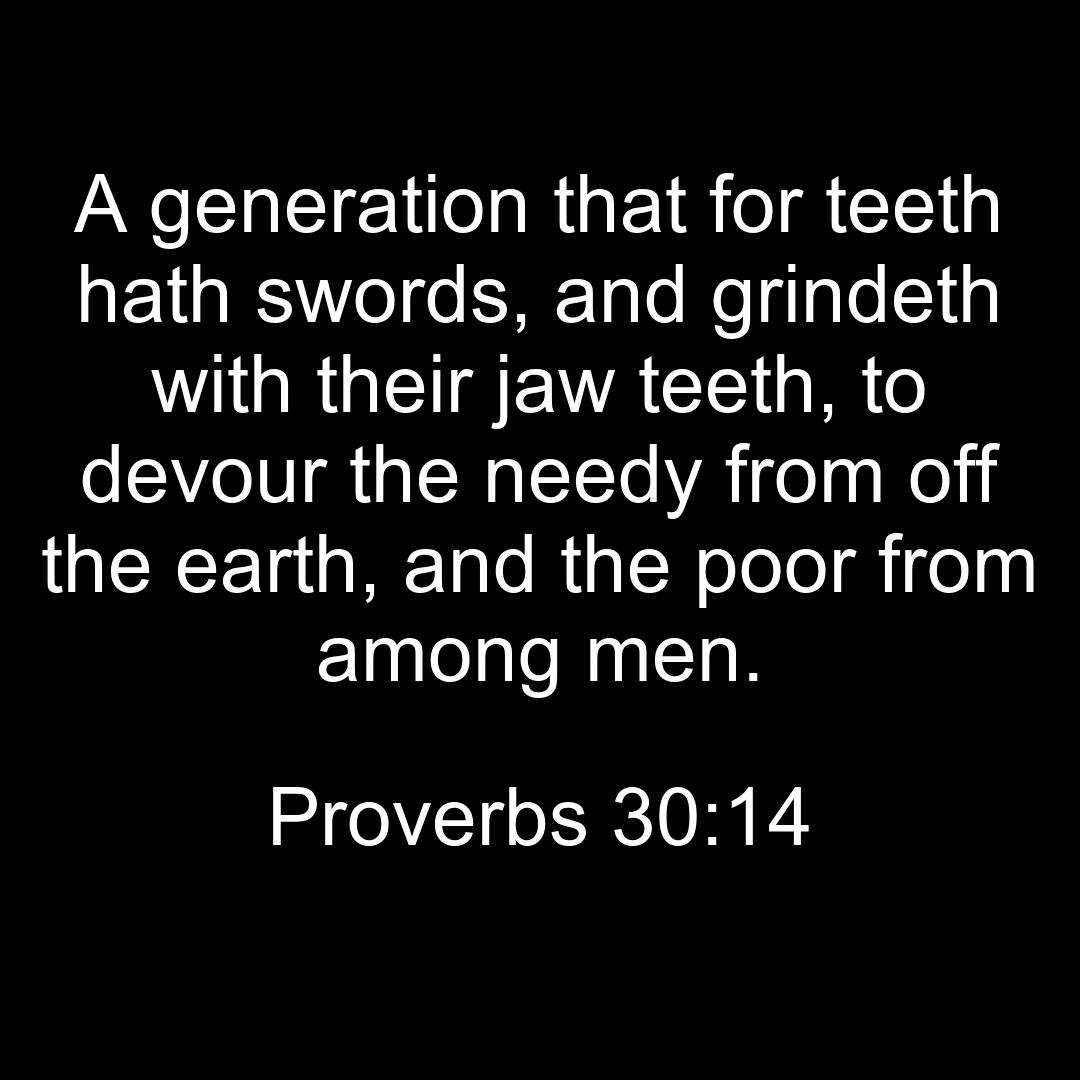 A generation that for teeth
hath swords, and grindeth
with their jaw teeth, to
devour the needy from off
the earth, and the poor from
among men.
Proverbs 30:14